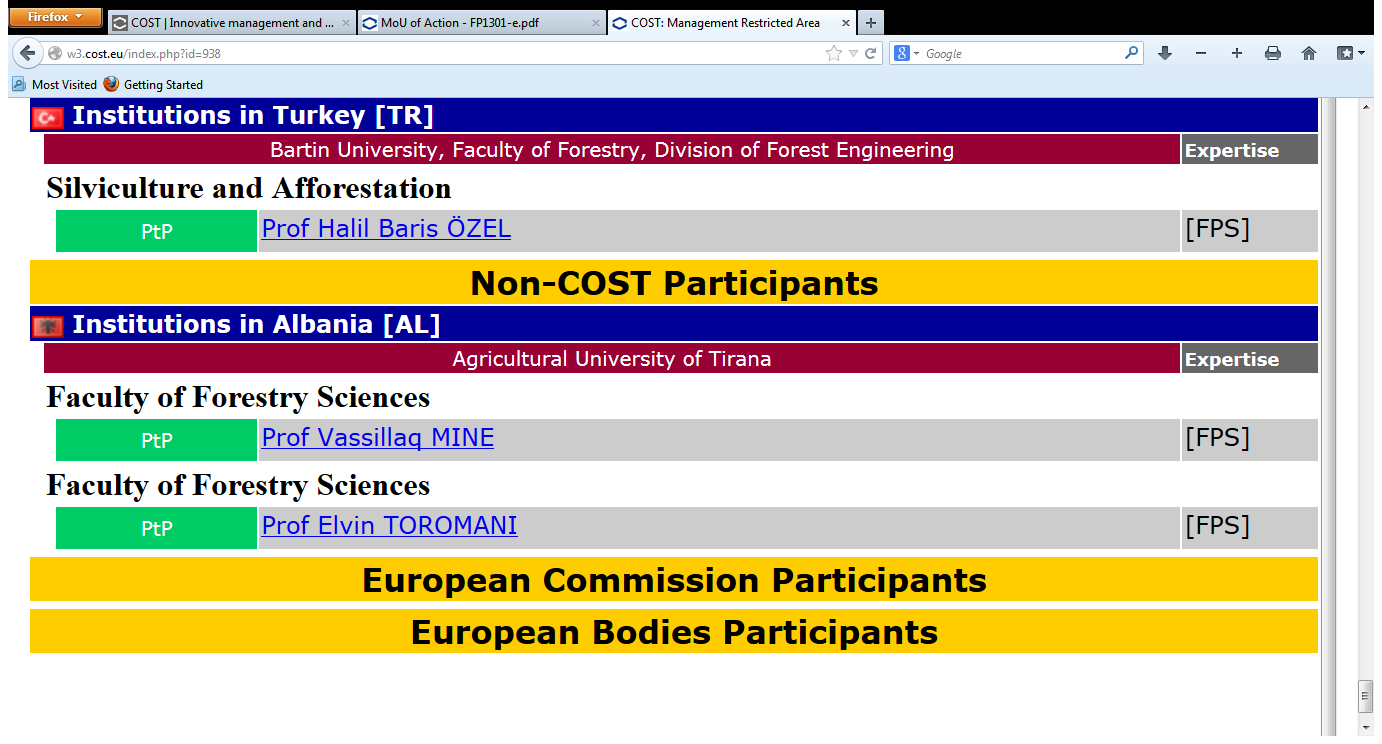 Firefox
COST | Innovative management and ...
MoU of Action - FP1301-e.pdf
COST: Management Restricted Area
w3.cost.eu/index.php?id=938
Google
Most Visited
Getting Started
Institutions in Turkey [TR]
Bartin University, Faculty of Forestry, Division of Forest Engineering
Expertise
Silviculture and Afforestation
PtP
Prof Halil Baris ÖZEL
[FPS]
Non-COST Participants
Institutions in Albania [AL]
Agricultural University of Tirana
Expertise
Faculty of Forestry Sciences
PtP
Prof Vassillaq MINE
[FPS]
Faculty of Forestry Sciences
PtP
Prof Elvin TOROMANI
[FPS]
European Commission Participants
European Bodies Participants